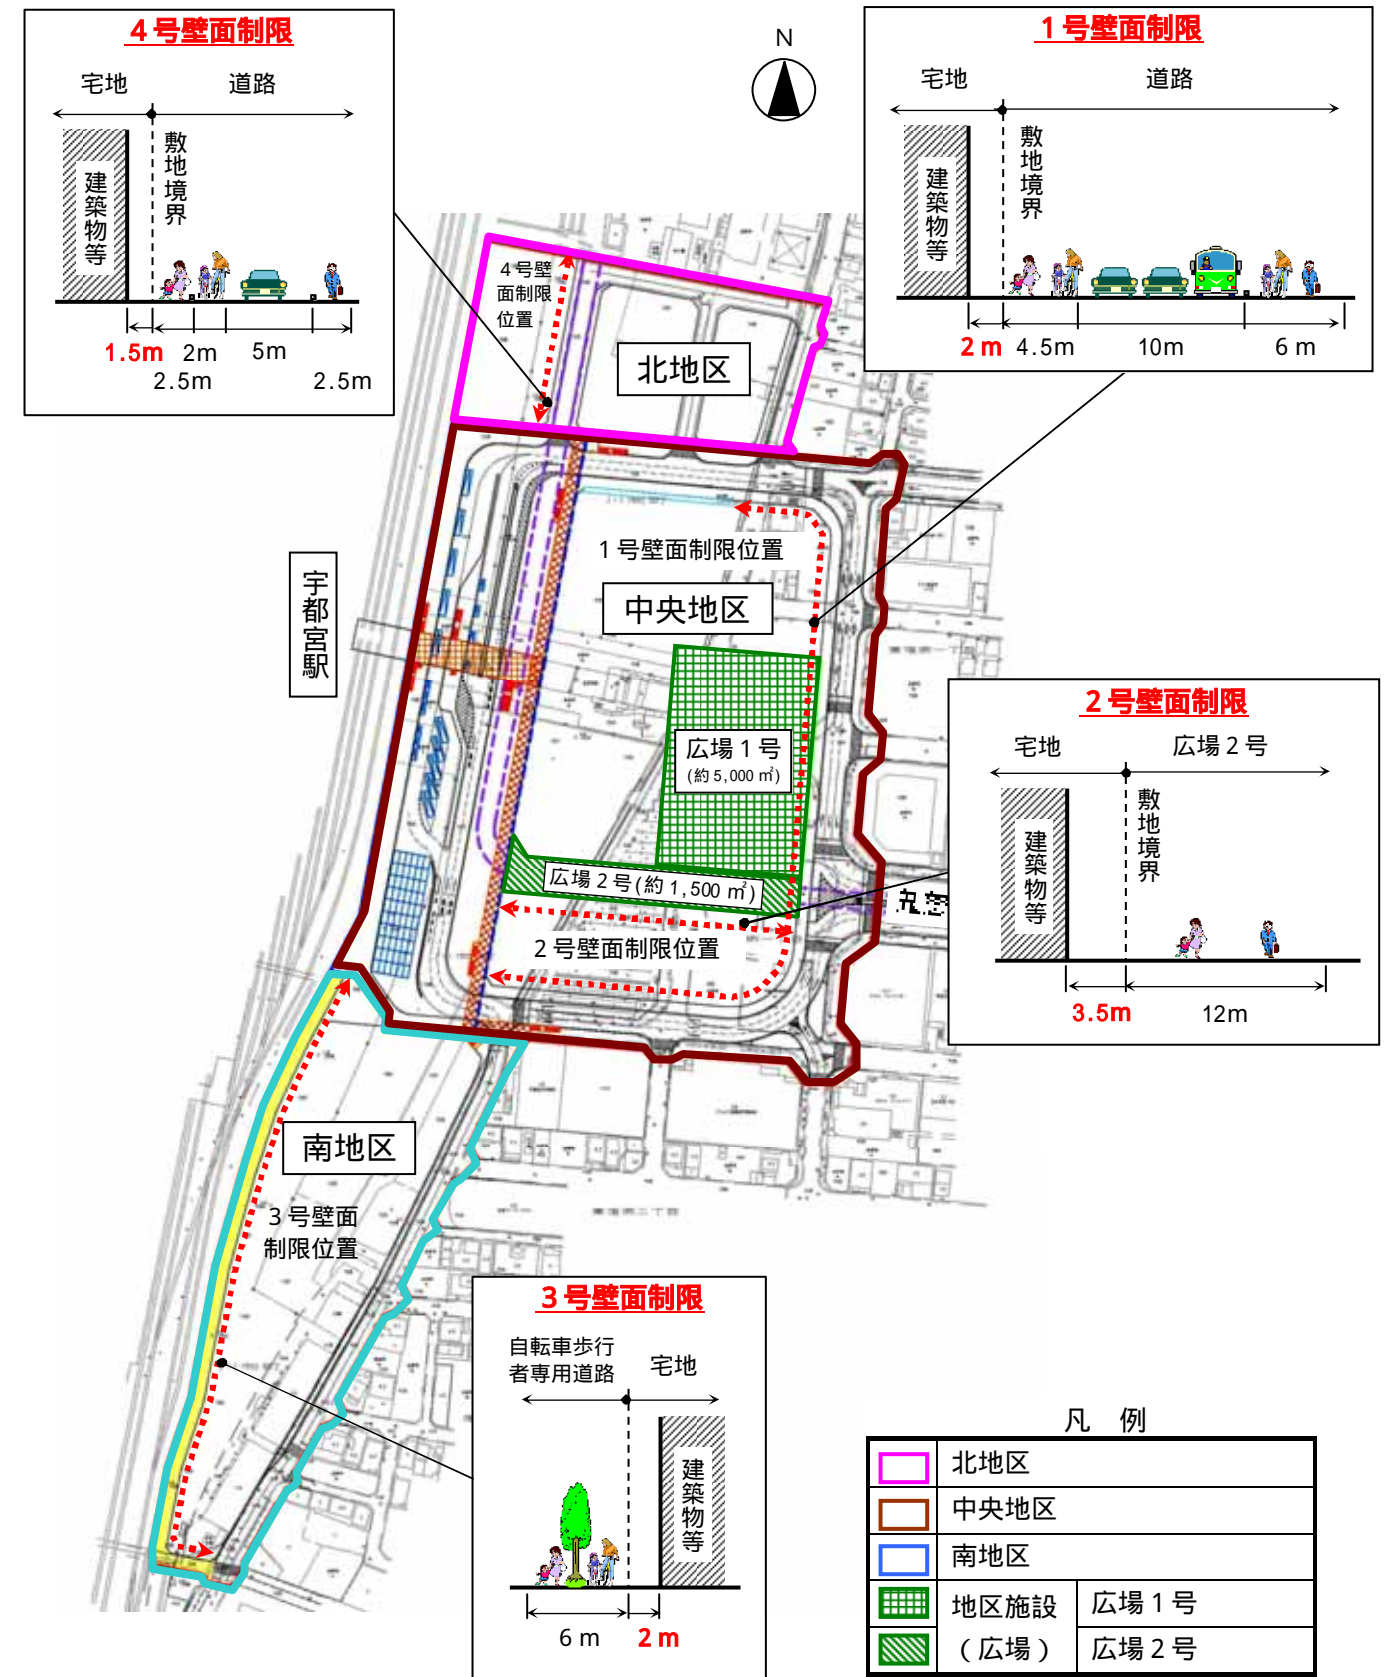 4号壁面制限
宅地
道路
敷地境界
建築物等
1.5m
2m
5m
2.5m
2.5m
N
1号壁面制限
宅地
道路
敷地境界
建築物等
2m
4.5m
10m
6m
4号壁
面制限
位置
北地区
1号壁面制限位置
中央地区
宇都宮駅
広場1号
(約5,000㎡)
広場2号(約1,500㎡)
2号壁面制限位置
2号壁面制限
宅地
広場2号
敷地境界
建築物等
3.5m
12m
南地区
3号壁面
制限位置
3号壁面制限
自転車歩行
者専用道路
宅地
建築物等
6m
2m
凡 例
北地区
中央地区
南地区
地区施設
(広場)
広場1号
広場2号